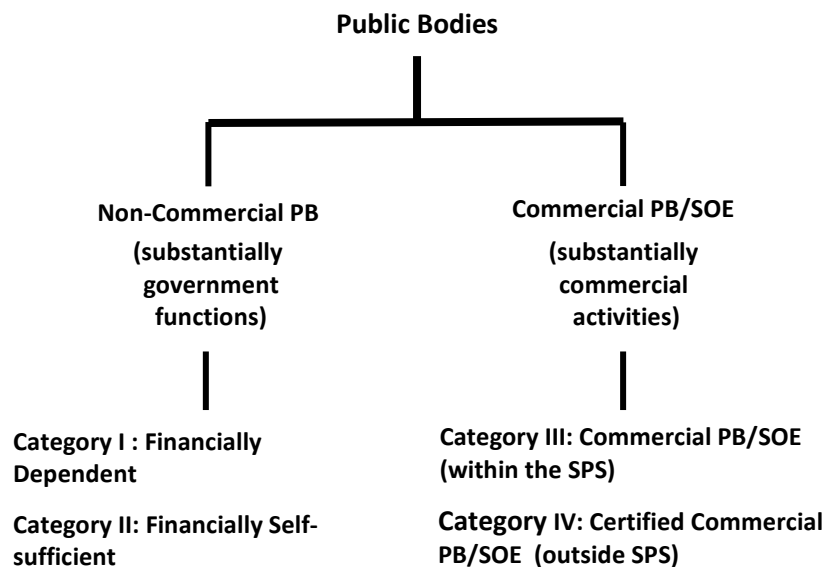 Public Bodies
Non-Commercial PB
(substantially
government
functions)
Commercial PB/SOE
(substantially
commercial
activities)
Category I : Financially
Dependent
Category II: Financially Self-
sufficient
Category III: Commercial PB/SOE
(within the SPS)
Category IV: Certified Commercial
PB/SOE (outside SPS)